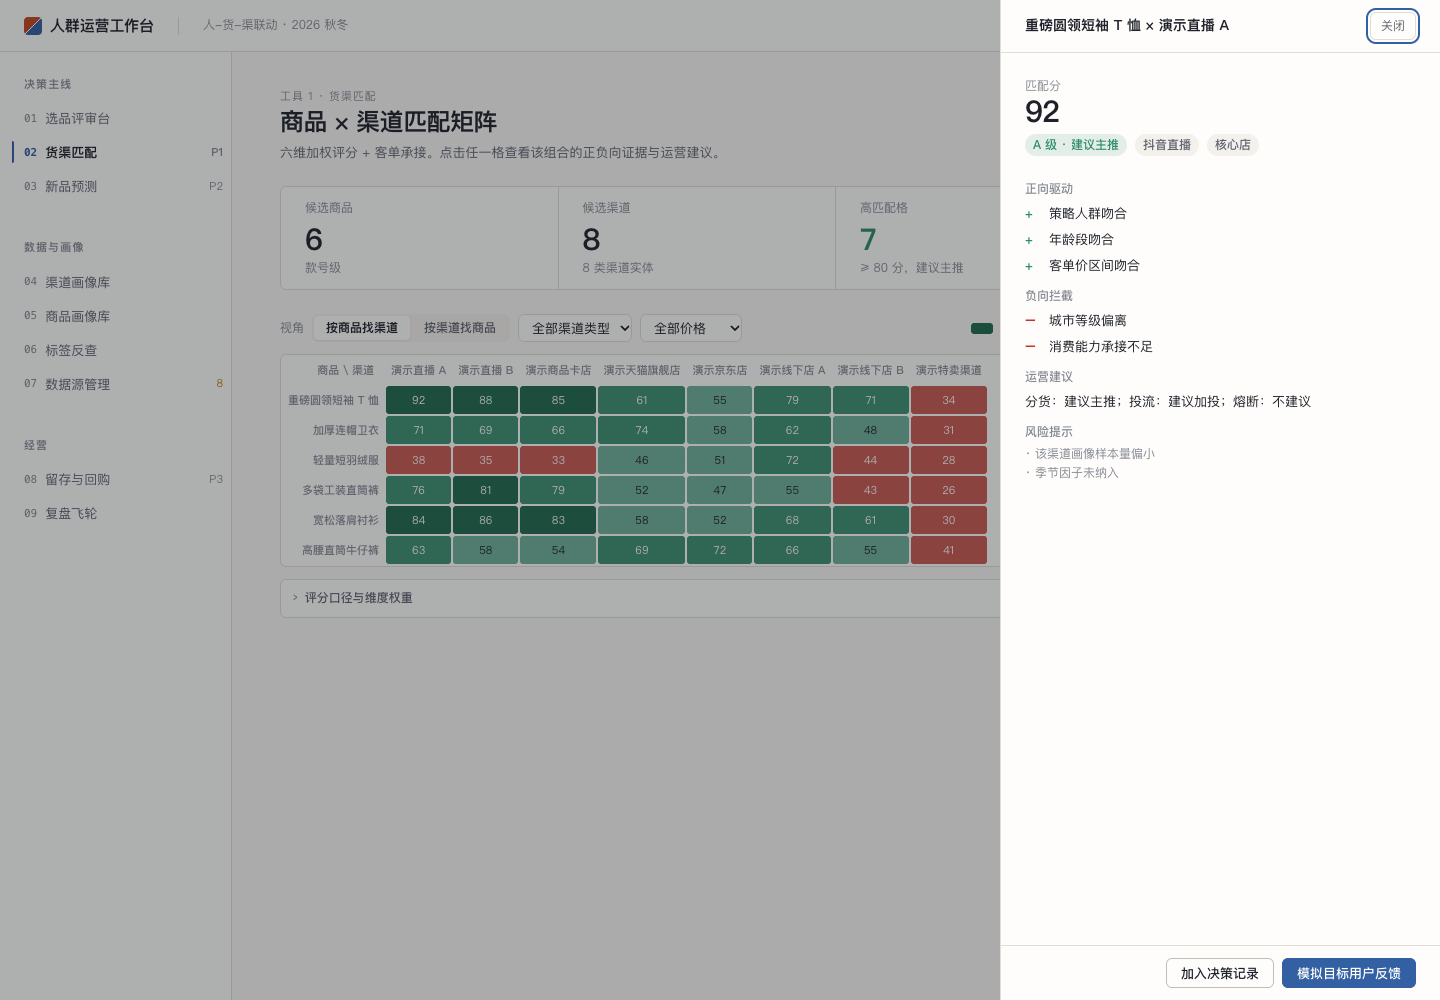 人群运营工作台
人-货-渠联动 · 2026 秋冬
决策主线
01 选品评审台
02 货渠匹配 P1
03 新品预测 P2
数据与画像
04 渠道画像库
05 商品画像库
06 标签反查
07 数据源管理 8
经营
08 留存与回购 P3
09 复盘飞轮
工具 1 · 货渠匹配
商品 × 渠道匹配矩阵
六维加权评分 + 客单承接。点击任一格查看该组合的正负向证据与运营建议。
候选商品
6
款号级
候选渠道
8
8 类渠道实体
高匹配格
7
≥ 80 分，建议主推
视角 按商品找渠道 按渠道找商品 全部渠道类型 全部价格
商品 \ 渠道 演示直播 A 演示直播 B 演示商品卡店 演示天猫旗舰店 演示京东店 演示线下店 A 演示线下店 B 演示特卖渠道
重磅圆领短袖 T 恤 92 88 85 61 55 79 71 34
加厚连帽卫衣 71 69 66 74 58 62 48 31
轻量短羽绒服 38 35 33 46 51 72 44 28
多袋工装直筒裤 76 81 79 52 47 55 43 26
宽松落肩衬衫 84 86 83 58 52 68 61 30
高腰直筒牛仔裤 63 58 54 69 72 66 55 41
› 评分口径与维度权重
重磅圆领短袖 T 恤 × 演示直播 A 关闭
匹配分
92
A 级 · 建议主推 抖音直播 核心店
正向驱动
+ 策略人群吻合
+ 年龄段吻合
+ 客单价区间吻合
负向拦截
— 城市等级偏离
— 消费能力承接不足
运营建议
分货：建议主推；投流：建议加投；熔断：不建议
风险提示
· 该渠道画像样本量偏小
· 季节因子未纳入
加入决策记录 模拟目标用户反馈